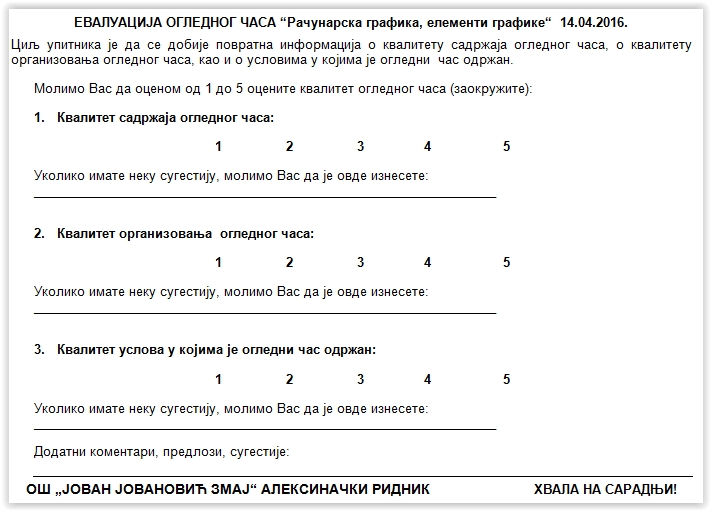 ЕВАЛУАЦИЈА ОГЛЕДНОГ ЧАСА “Рачунарска графика, елементи графике“ 14.04.2016.
Циљ упитника је да се добије повратна информација о квалитету садржаја огледног часа, о квалитету
организовања огледног часа, као и о условима у којима је огледни час одржан.
Молимо Вас да оценом од 1 до 5 оцените квалитет огледног часа (заокружите):
1. Квалитет садржаја огледног часа:
1 2 3 4 5
Уколико имате неку сугестију, молимо Вас да је овде изнесете:
2. Квалитет организовања огледног часа:
1 2 3 4 5
Уколико имате неку сугестију, молимо Вас да је овде изнесете:
3. Квалитет услова у којима је огледни час одржан:
1 2 3 4 5
Уколико имате неку сугестију, молимо Вас да је овде изнесете:
Додатни коментари, предлози, сугестије:
ОШ „ЈОВАН ЈОВАНОВИЋ ЗМАЈ“ АЛЕКСИНАЧКИ РИДНИК ХВАЛА НА САРАДЊИ!